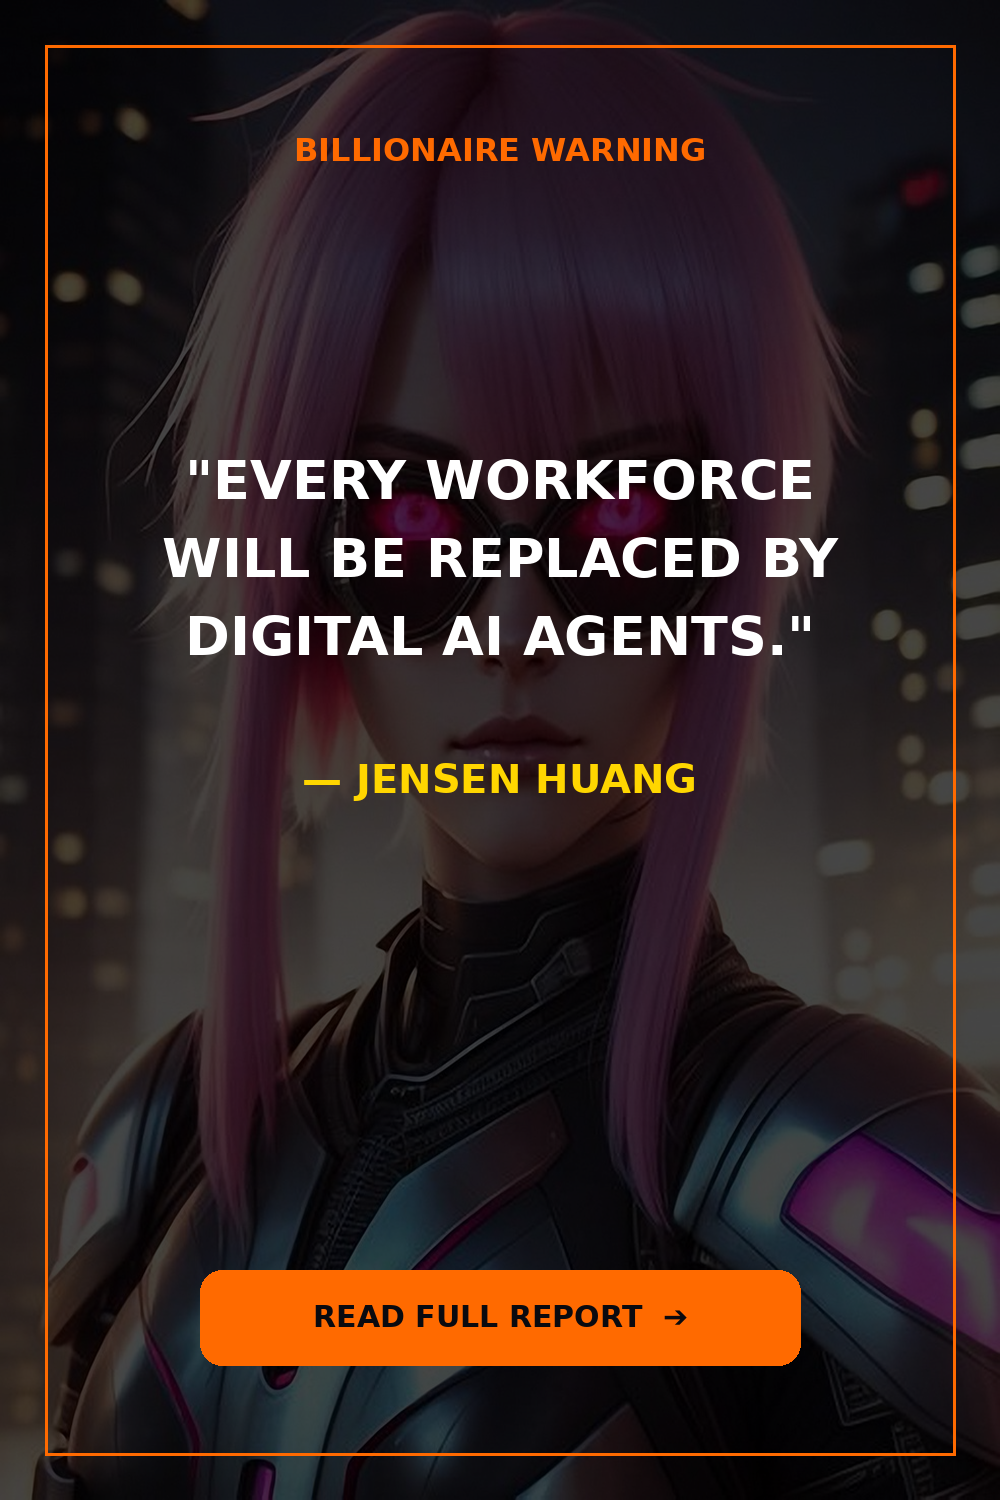 BILLIONAIRE WARNING
"EVERY WORKFORCE
WILL BE REPLACED BY
DIGITAL AI AGENTS."
— JENSEN HUANG
READ FULL REPORT ➔